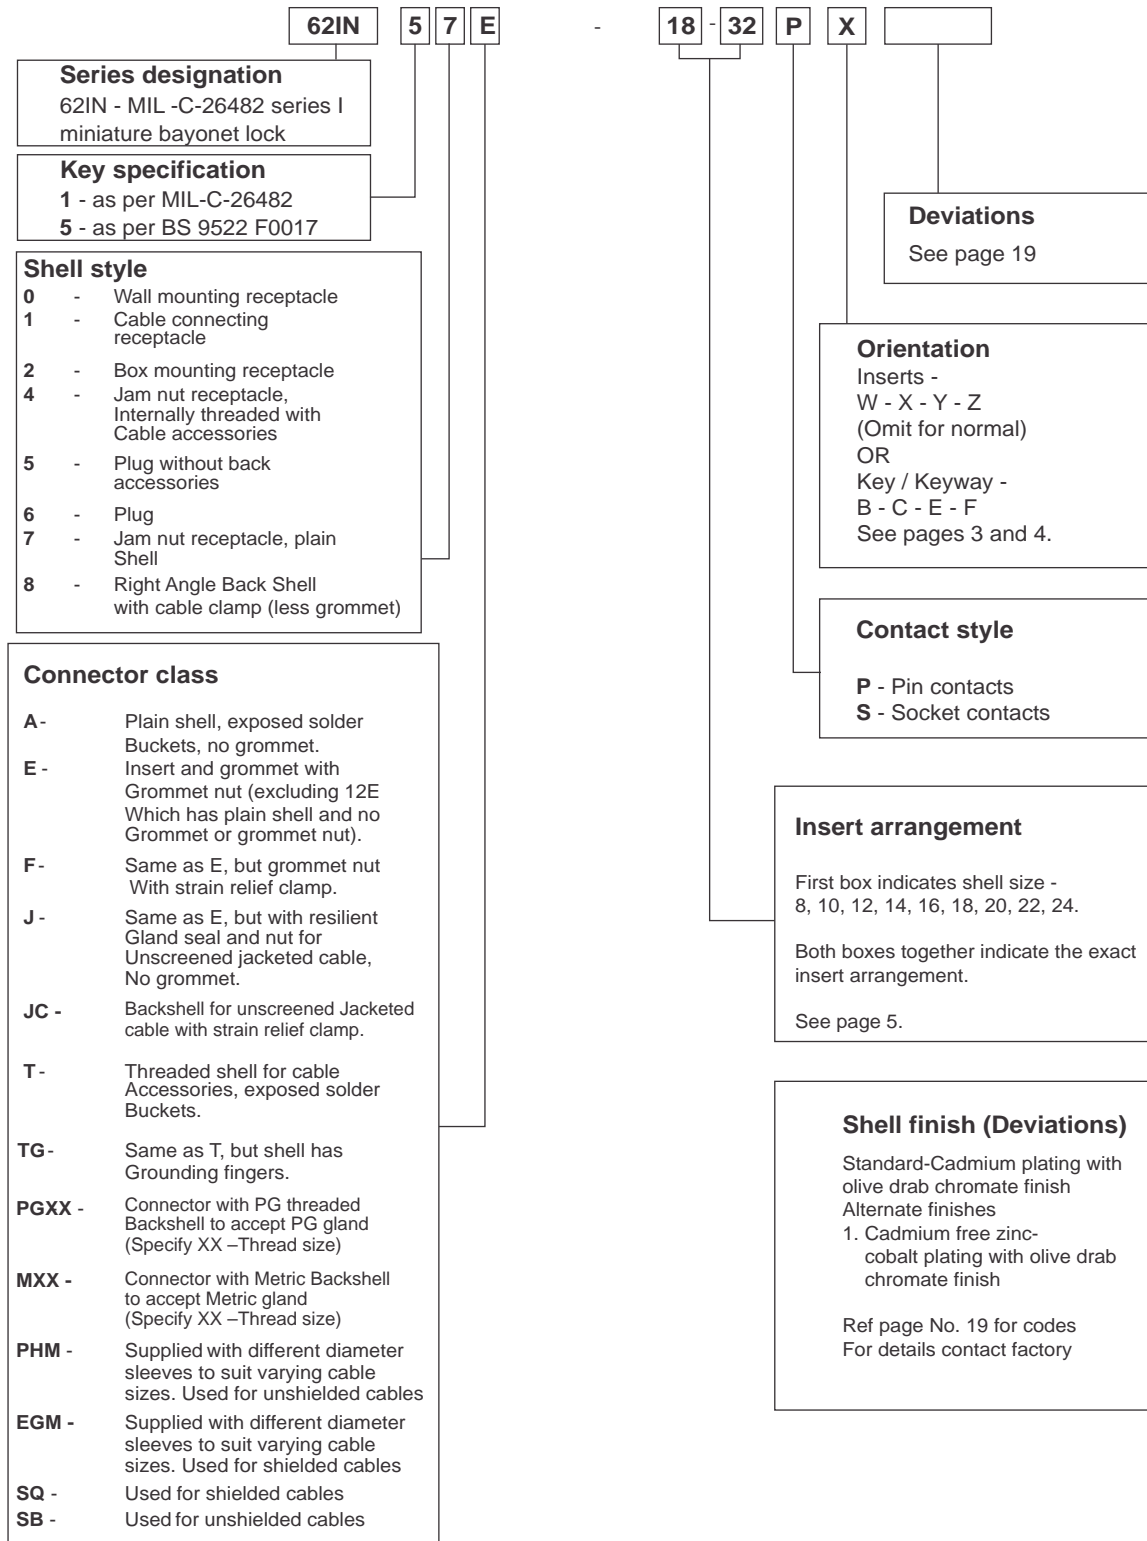 62IN 5 7 E - 18 - 32 P X
Series designation
62IN - MIL -C-26482 series I
miniature bayonet lock
Key specification
1 - as per MIL-C-26482
5 - as per BS 9522 F0017
Shell style
0 - Wall mounting receptacle
1 - Cable connecting
receptacle
2 - Box mounting receptacle
4 - Jam nut receptacle,
Internally threaded with
Cable accessories
5 - Plug without back
accessories
6 - Plug
7 - Jam nut receptacle, plain
Shell
8 - Right Angle Back Shell
with cable clamp (less grommet)
Connector class
A - Plain shell, exposed solder
Buckets, no grommet.
E - Insert and grommet with
Grommet nut (excluding 12E
Which has plain shell and no
Grommet or grommet nut).
F - Same as E, but grommet nut
With strain relief clamp.
J - Same as E, but with resilient
Gland seal and nut for
Unscreened jacketed cable,
No grommet.
JC - Backshell for unscreened Jacketed
cable with strain relief clamp.
T - Threaded shell for cable
Accessories, exposed solder
Buckets.
TG - Same as T, but shell has
Grounding fingers.
PGXX - Connector with PG threaded
Backshell to accept PG gland
(Specify XX –Thread size)
MXX - Connector with Metric Backshell
to accept Metric gland
(Specify XX –Thread size)
PHM - Supplied with different diameter
sleeves to suit varying cable
sizes. Used for unshielded cables
EGM - Supplied with different diameter
sleeves to suit varying cable
sizes. Used for shielded cables
SQ - Used for shielded cables
SB - Used for unshielded cables
Deviations
See page 19
Orientation
Inserts -
W - X - Y - Z
(Omit for normal)
OR
Key / Keyway -
B - C - E - F
See pages 3 and 4.
Contact style
P - Pin contacts
S - Socket contacts
Insert arrangement
First box indicates shell size -
8, 10, 12, 14, 16, 18, 20, 22, 24.
Both boxes together indicate the exact
insert arrangement.
See page 5.
Shell finish (Deviations)
Standard-Cadmium plating with
olive drab chromate finish
Alternate finishes
1. Cadmium free zinc-
cobalt plating with olive drab
chromate finish
Ref page No. 19 for codes
For details contact factory